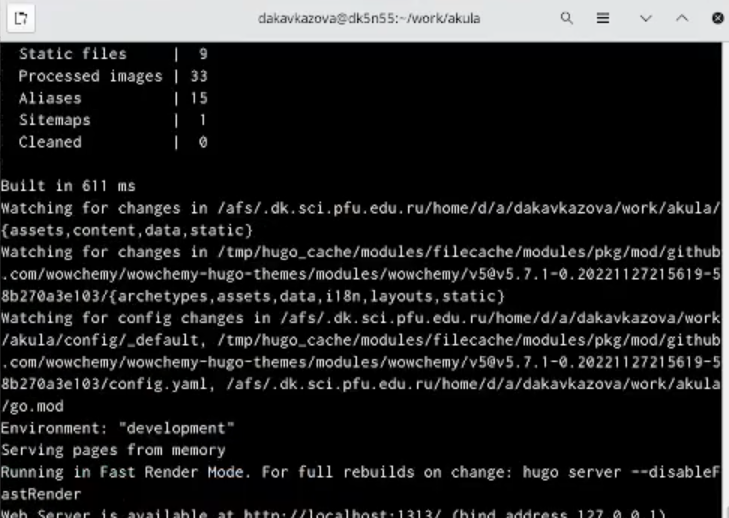 dakavkazova@dk5n55:~/work/akula
Static files | 9
Processed images | 33
Aliases | 15
Sitemaps | 1
Cleaned | 0
Built in 611 ms
Watching for changes in /afs/.dk.sci.pfu.edu.ru/home/d/a/dakavkazova/work/akula/
{assets,content,data,static}
Watching for changes in /tmp/hugo_cache/modules/filecache/modules/pkg/mod/github
.com/wowchemy/wowchemy-hugo-themes/modules/wowchemy/v5@v5.7.1-0.20221127215619-5
8b270a3e103/{archetypes,assets,data,i18n,layouts,static}
Watching for config changes in /afs/.dk.sci.pfu.edu.ru/home/d/a/dakavkazova/work
/akula/config/_default, /tmp/hugo_cache/modules/filecache/modules/pkg/mod/github
.com/wowchemy/wowchemy-hugo-themes/modules/wowchemy/v5@v5.7.1-0.20221127215619-5
8b270a3e103/config.yaml, /afs/.dk.sci.pfu.edu.ru/home/d/a/dakavkazova/work/akula
/go.mod
Environment: "development"
Serving pages from memory
Running in Fast Render Mode. For full rebuilds on change: hugo server --disableF
astRender
Web Server is available at http://localhost:1313/ (bind address 127.0.0.1)